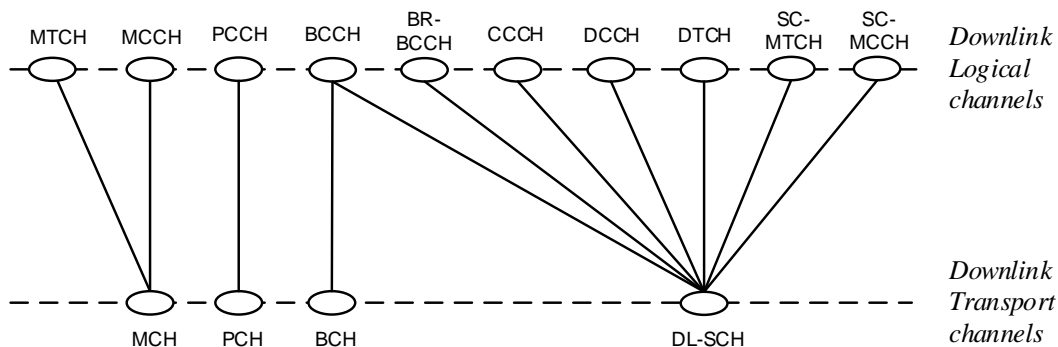 MTCH MCCH PCCH BCCH BR-
BCCH CCCH DCCH DTCH SC-
MTCH SC-
MCCH
Downlink
Logical
channels
MCH PCH BCH DL-SCH
Downlink
Transport
channels